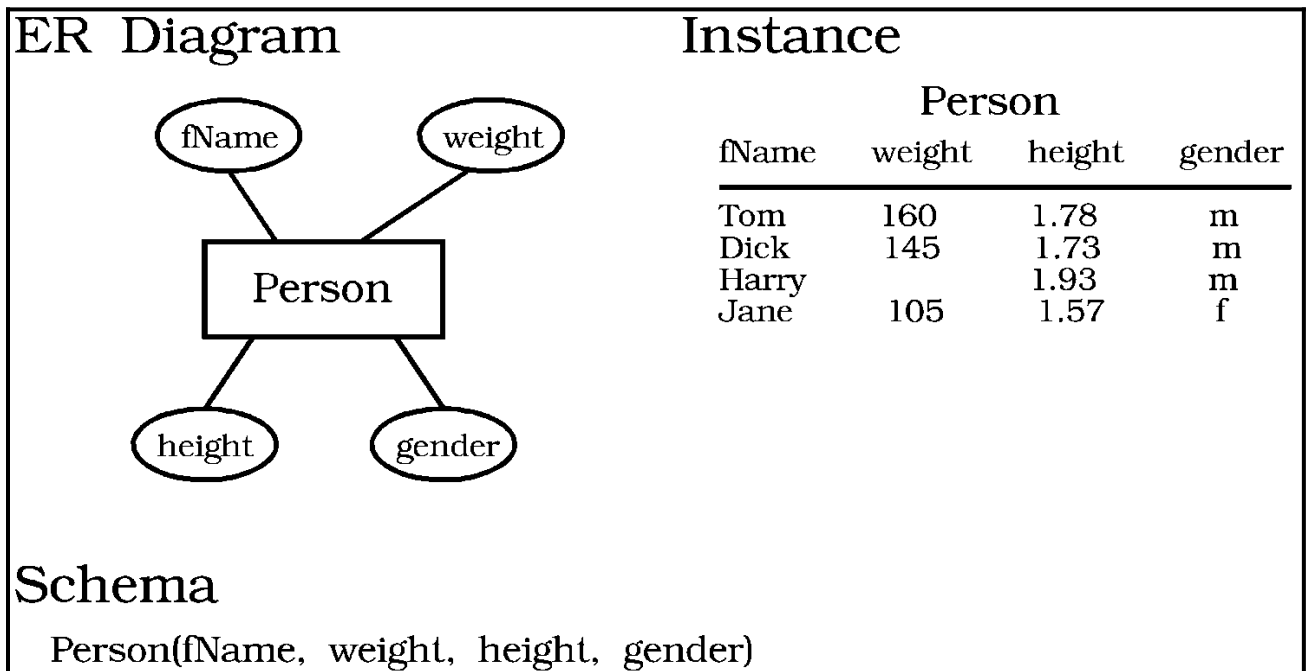 ER Diagram
fName
weight
Person
height
gender
Instance
Person
fName weight height gender
Tom 160 1.78 m
Dick 145 1.73 m
Harry 1.93 m
Jane 105 1.57 f
Schema
Person(fName, weight, height, gender)